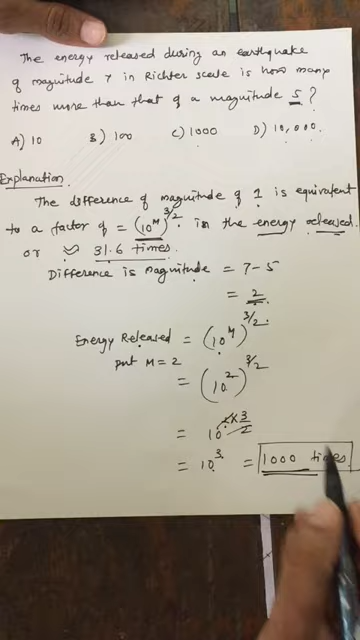 The energy released during an earthquake
of magnitude 7 in Richter scale is how many
times more than that of a magnitude 5?
A) 10 B) 100 C) 1000 D) 10,000.
Explanation
The difference of magnitude of 1 is equivalent
to a factor of = (10^M)^3/2. in the energy released.
or ≈ 31.6 times.
Difference is magnitude = 7-5
= 2
Energy Released = (10^M)^3/2.
put M=2
= (10^2)^3/2
= 10^2×3/2
= 10^3. = 1000 times.